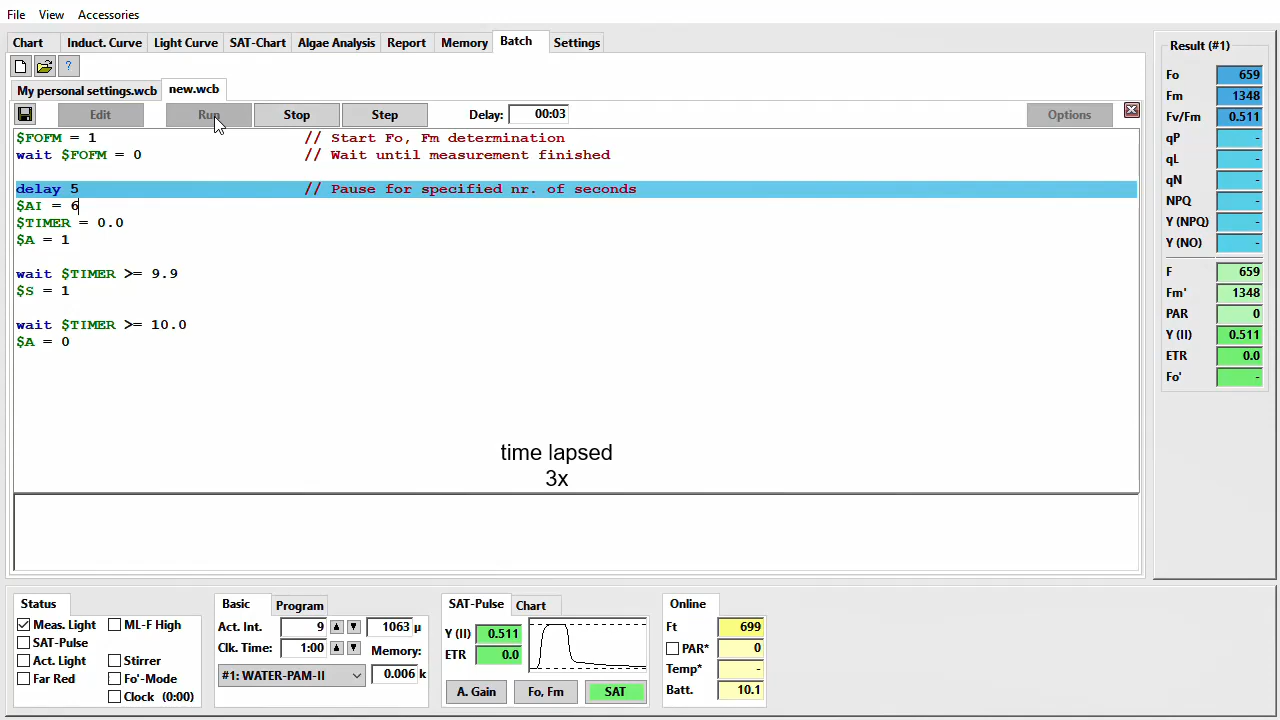 File View Accessories
Chart Induct. Curve Light Curve SAT-Chart Algae Analysis Report Memory Batch Settings
?
My personal settings.wcb new.wcb
Edit Run Stop Step Delay: 00:03 Options
$FOFM = 1 // Start Fo, Fm determination
wait $FOFM = 0 // Wait until measurement finished
delay 5 // Pause for specified nr. of seconds
$AI = 6
$TIMER = 0.0
$A = 1
wait $TIMER >= 9.9
$S = 1
wait $TIMER >= 10.0
$A = 0
time lapsed
3x
Result (#1)
Fo 659
Fm 1348
Fv/Fm 0.511
qP -
qL -
qN -
NPQ -
Y (NPQ) -
Y (NO) -
F 659
Fm' 1348
PAR 0
Y (II) 0.511
ETR 0.0
Fo' -
Status
Meas. Light ML-F High
SAT-Pulse
Act. Light Stirrer
Far Red Fo'-Mode
Clock (0:00)
Basic Program
Act. Int. 9 1063 µ
Clk. Time: 1:00 Memory:
#1: WATER-PAM-II 0.006 k
SAT-Pulse Chart
Y (II) 0.511
ETR 0.0
A. Gain Fo, Fm SAT
Online
Ft 699
PAR* 0
Temp* -
Batt. 10.1